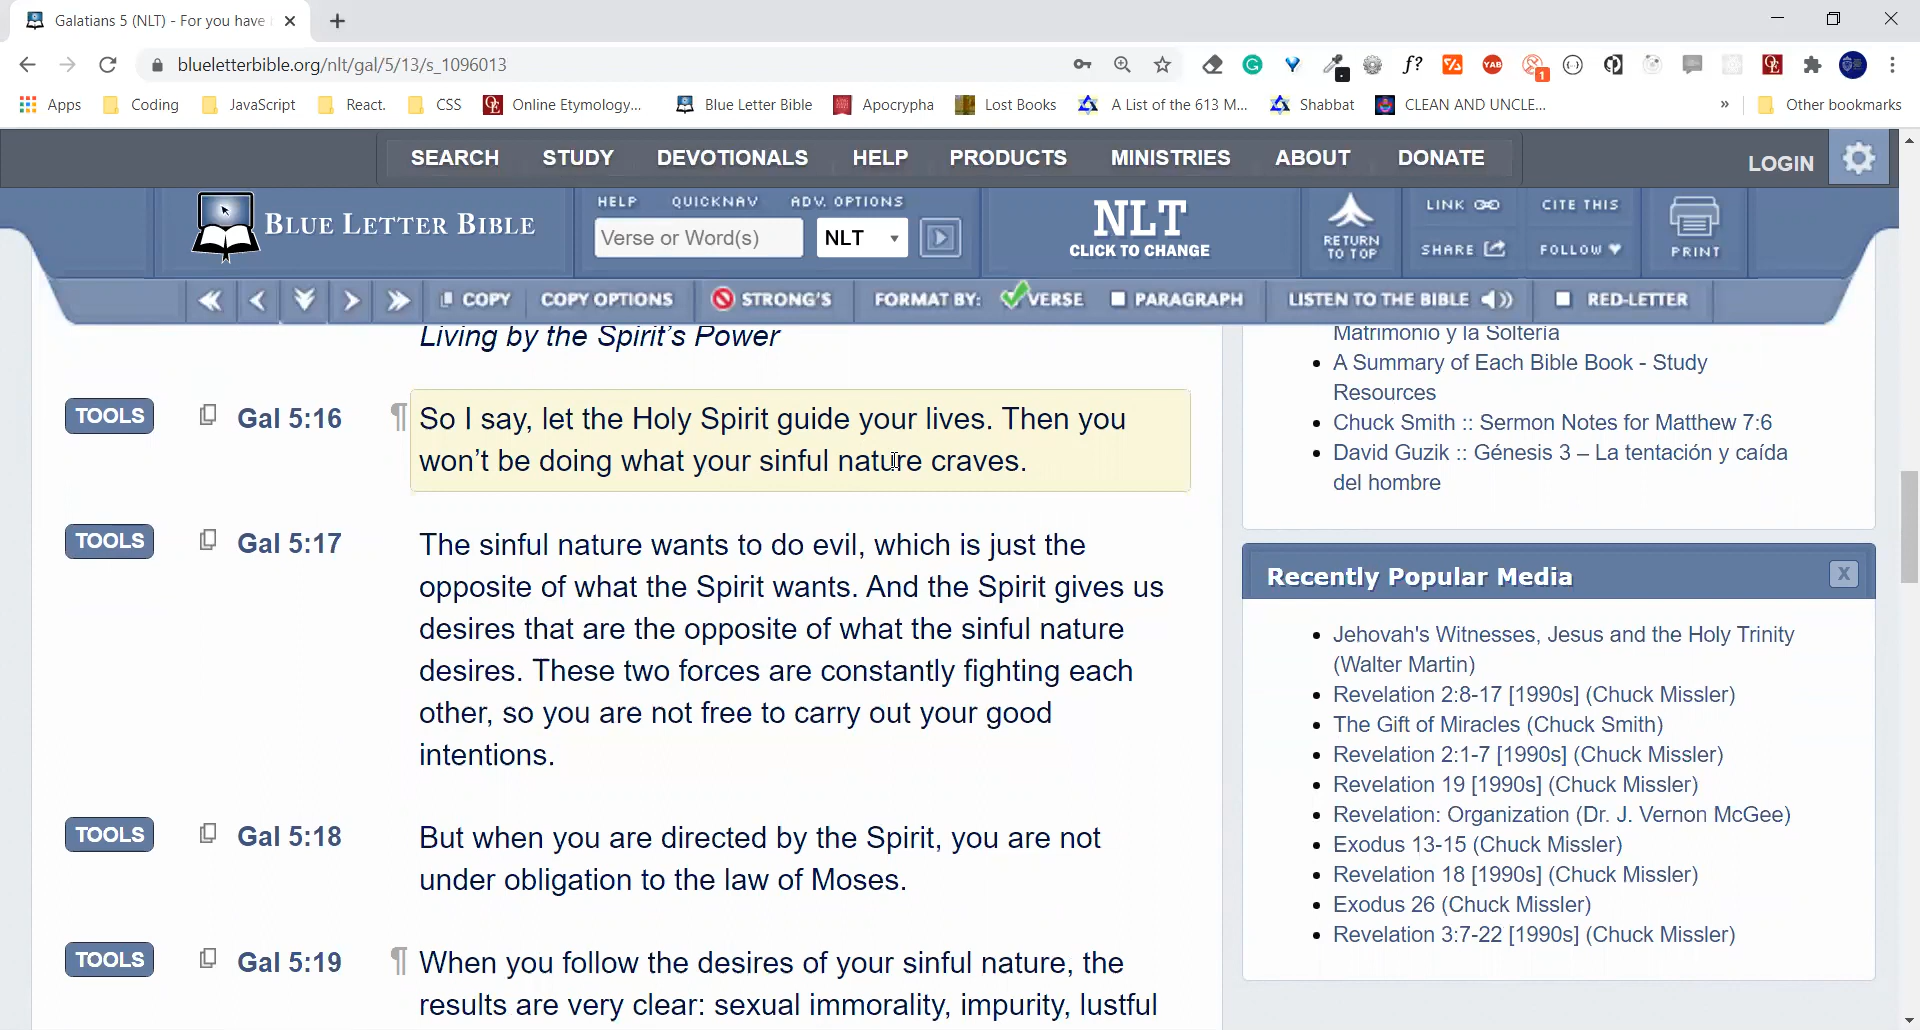 Galatians 5 (NLT) - For you have
blueletterbible.org/nlt/gal/5/13/s_1096013
Apps Coding JavaScript React. CSS Online Etymology... Blue Letter Bible Apocrypha Lost Books A List of the 613 M... Shabbat CLEAN AND UNCLE... » Other bookmarks
SEARCH STUDY DEVOTIONALS HELP PRODUCTS MINISTRIES ABOUT DONATE LOGIN
BLUE LETTER BIBLE
HELP QUICKNAV ADV. OPTIONS
Verse or Word(s) NLT
NLT
CLICK TO CHANGE
RETURN
TO TOP
LINK CITE THIS
SHARE FOLLOW
PRINT
COPY COPY OPTIONS STRONG'S FORMAT BY: VERSE PARAGRAPH LISTEN TO THE BIBLE RED-LETTER
Living by the Spirit's Power
TOOLS Gal 5:16 ¶ So I say, let the Holy Spirit guide your lives. Then you
won't be doing what your sinful nature craves.
TOOLS Gal 5:17 The sinful nature wants to do evil, which is just the
opposite of what the Spirit wants. And the Spirit gives us
desires that are the opposite of what the sinful nature
desires. These two forces are constantly fighting each
other, so you are not free to carry out your good
intentions.
TOOLS Gal 5:18 But when you are directed by the Spirit, you are not
under obligation to the law of Moses.
TOOLS Gal 5:19 ¶ When you follow the desires of your sinful nature, the
results are very clear: sexual immorality, impurity, lustful
Matrimonio y la Soltería
A Summary of Each Bible Book - Study
Resources
Chuck Smith :: Sermon Notes for Matthew 7:6
David Guzik :: Génesis 3 – La tentación y caída
del hombre
Recently Popular Media X
Jehovah's Witnesses, Jesus and the Holy Trinity
(Walter Martin)
Revelation 2:8-17 [1990s] (Chuck Missler)
The Gift of Miracles (Chuck Smith)
Revelation 2:1-7 [1990s] (Chuck Missler)
Revelation 19 [1990s] (Chuck Missler)
Revelation: Organization (Dr. J. Vernon McGee)
Exodus 13-15 (Chuck Missler)
Revelation 18 [1990s] (Chuck Missler)
Exodus 26 (Chuck Missler)
Revelation 3:7-22 [1990s] (Chuck Missler)